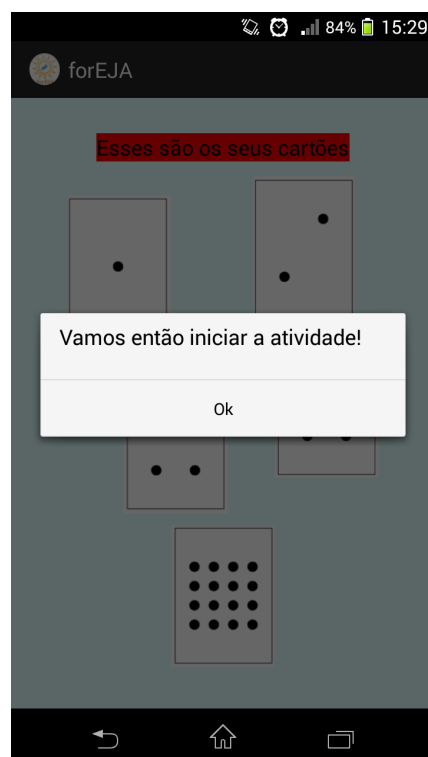 84% 15:29
forEJA
Esses são os seus cartões
Vamos então iniciar a atividade!
Ok